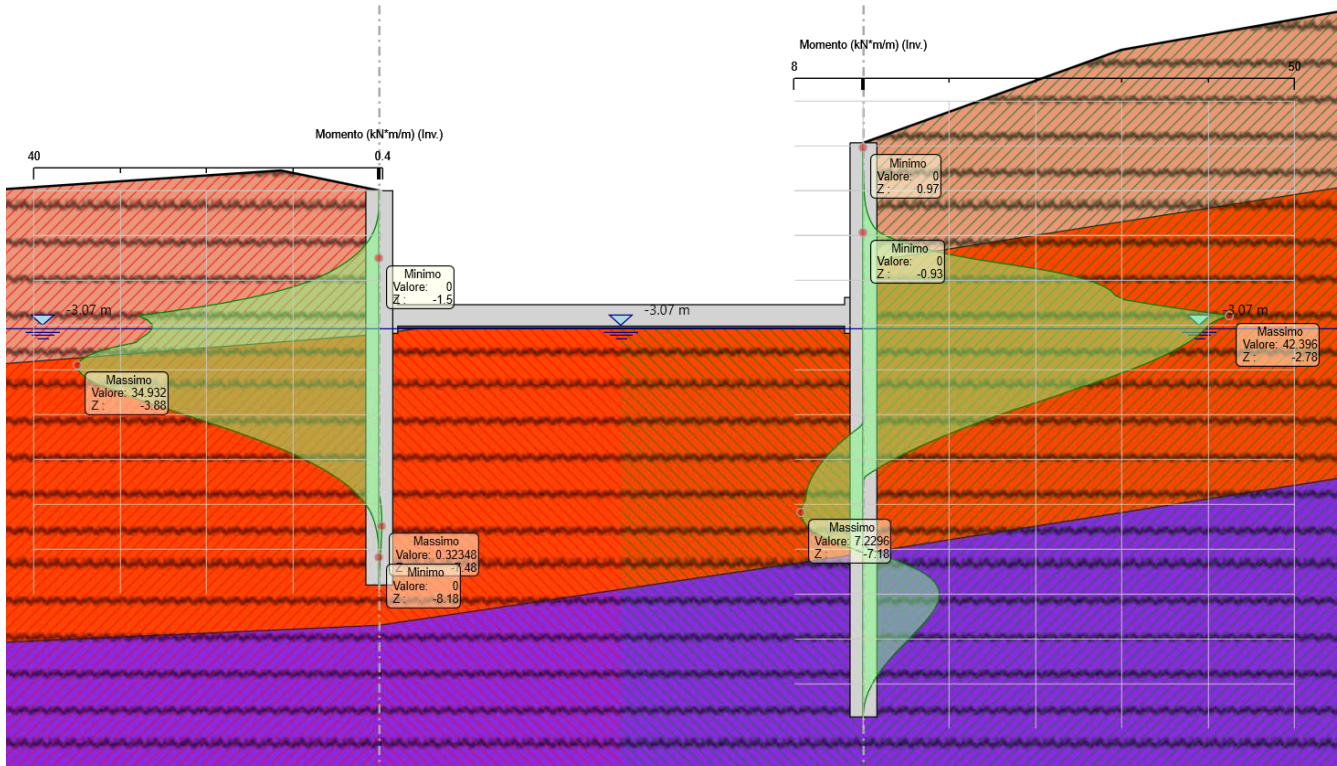 Momento (kN*m/m) (Inv.)
8
50
Momento (kN*m/m) (Inv.)
40
0.4
Minimo
Valore: 0
Z : 0.97
Minimo
Valore: 0
Z : -0.93
Minimo
Valore: 0
Z : -1.5
-3.07 m
-3.07 m
-3.07 m
Massimo
Valore: 42.396
Z : -2.78
Massimo
Valore: 34.932
Z : -3.88
Massimo
Valore: 7.2296
Z : -7.18
Massimo
Valore: 0.32348
Z : -7.48
Minimo
Valore: 0
Z : -8.18